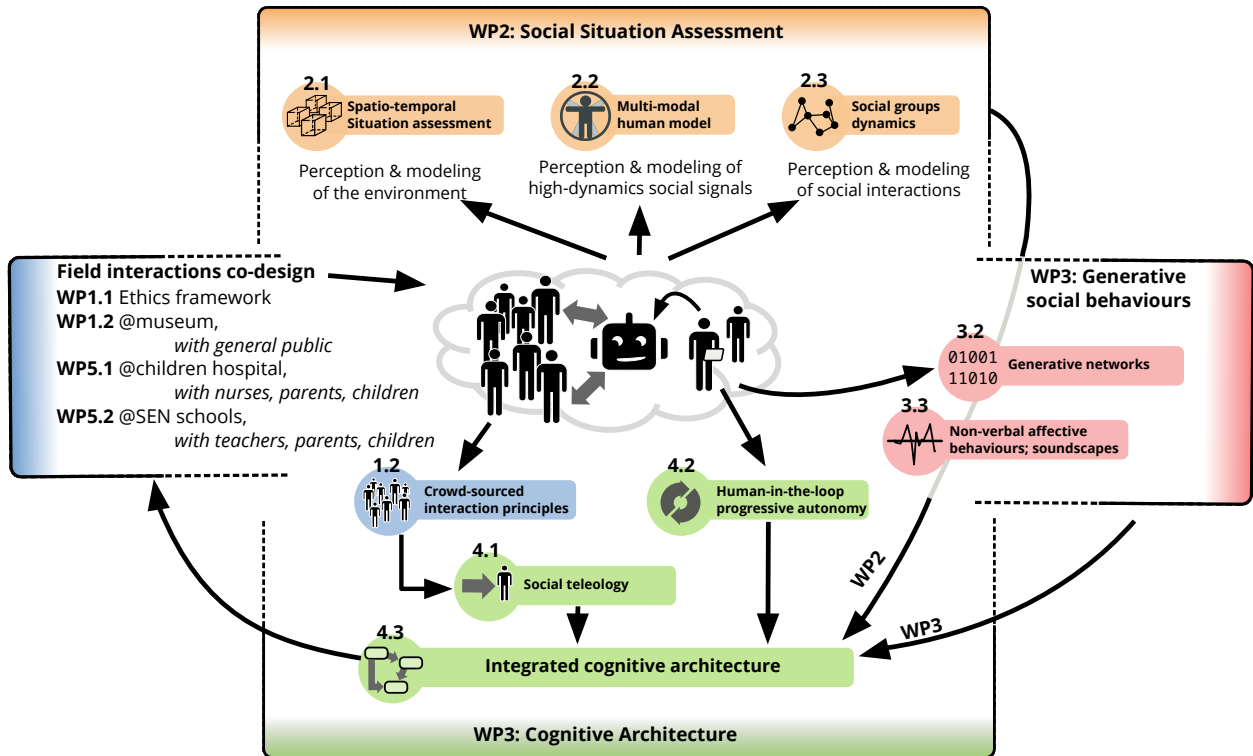 WP2: Social Situation Assessment
2.1
Spatio-temporal
Situation assessment
Perception & modeling
of the environment
2.2
Multi-modal
human model
Perception & modeling of
high-dynamics social signals
2.3
Social groups
dynamics
Perception & modeling
of social interactions
Field interactions co-design
WP1.1 Ethics framework
WP1.2 @museum,
with general public
WP5.1 @children hospital,
with nurses, parents, children
WP5.2 @SEN schools,
with teachers, parents, children
WP3: Generative
social behaviours
3.2
01001
11010
Generative networks
3.3
Non-verbal affective
behaviours; soundscapes
1.2
Crowd-sourced
interaction principles
4.2
Human-in-the-loop
progressive autonomy
4.1
Social teleology
WP2
WP3
4.3
Integrated cognitive architecture
WP3: Cognitive Architecture